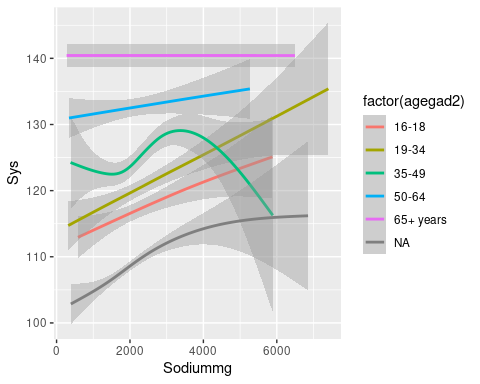 140
130
120
110
100
Sys
0
2000
4000
6000
Sodiummg
factor(agegad2)
16-18
19-34
35-49
50-64
65+ years
NA